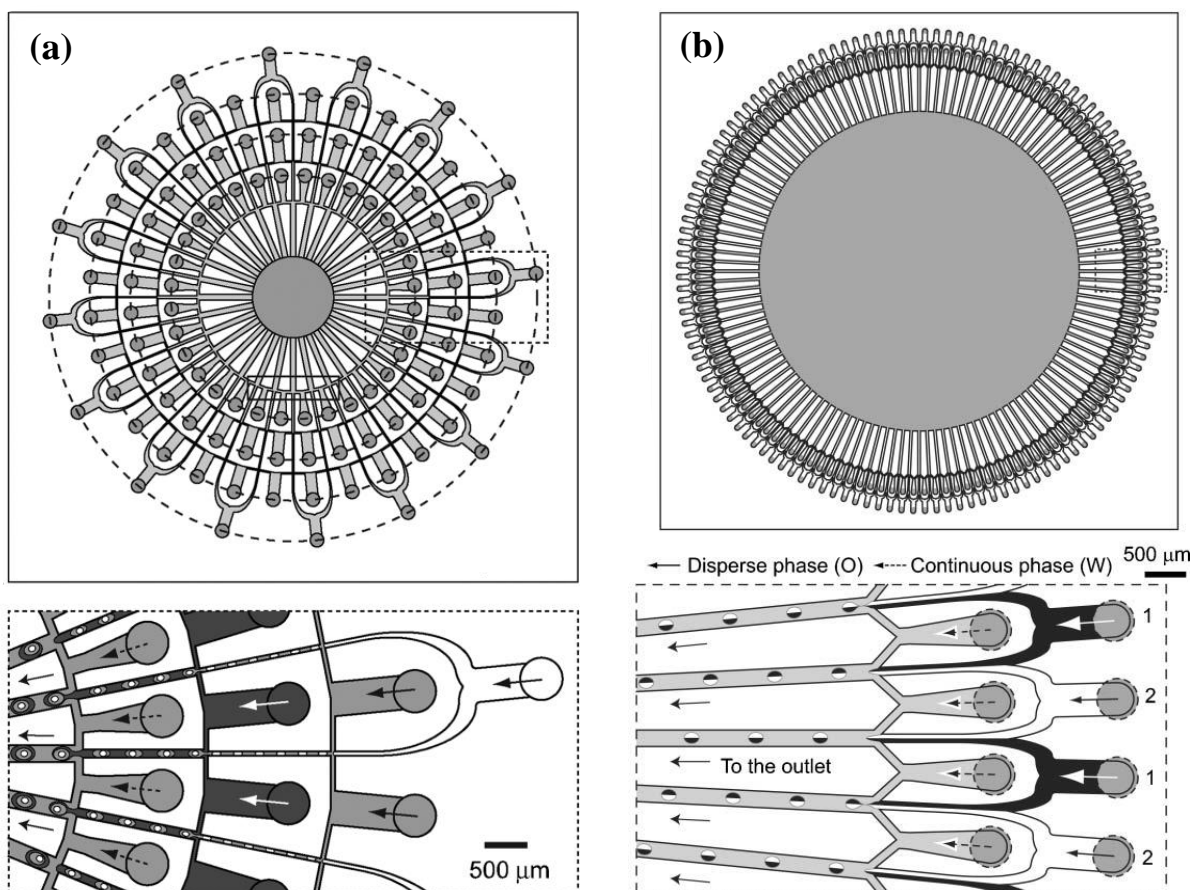 (a)
(b)
Disperse phase (O) Continuous phase (W)
500 μm
1
2
1
2
To the outlet
500 μm